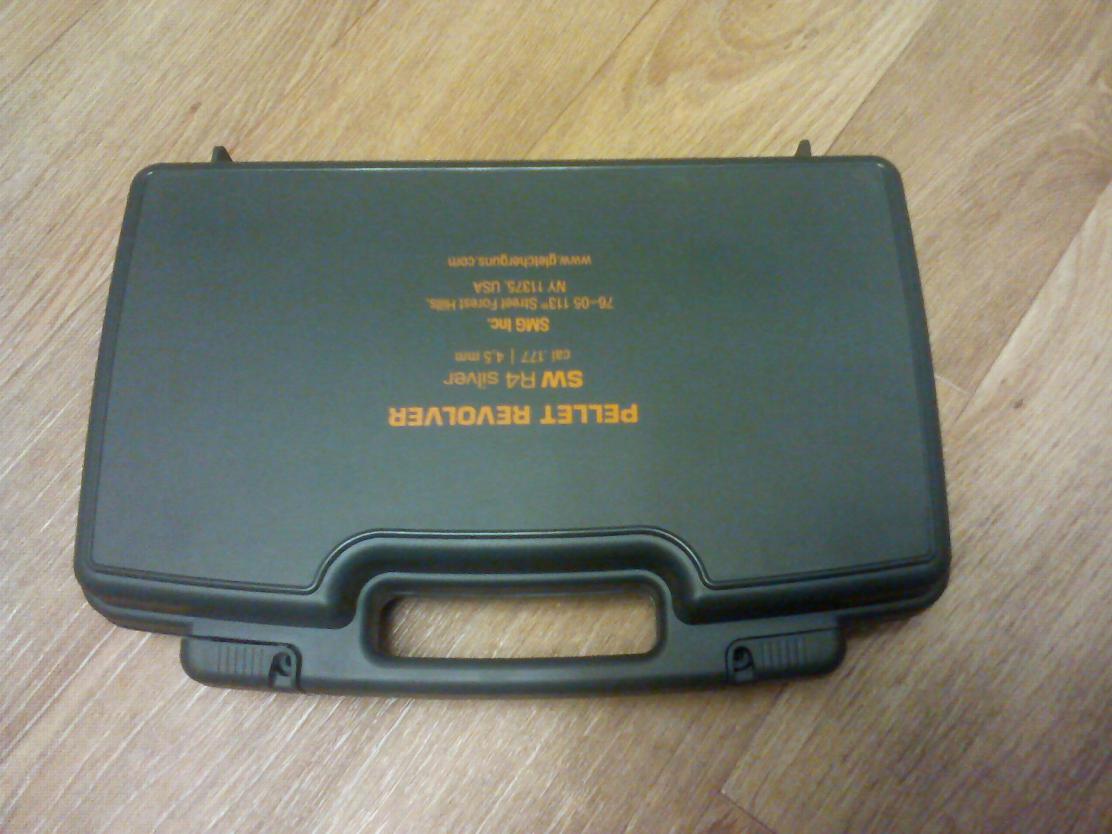 PELLET REVOLVER
SW R4 silver
cal .177 | 4,5 mm
SMG Inc.
76-05 113ᵗʰ Street Forest Hills,
NY 11375, USA
www.gletcherguns.com